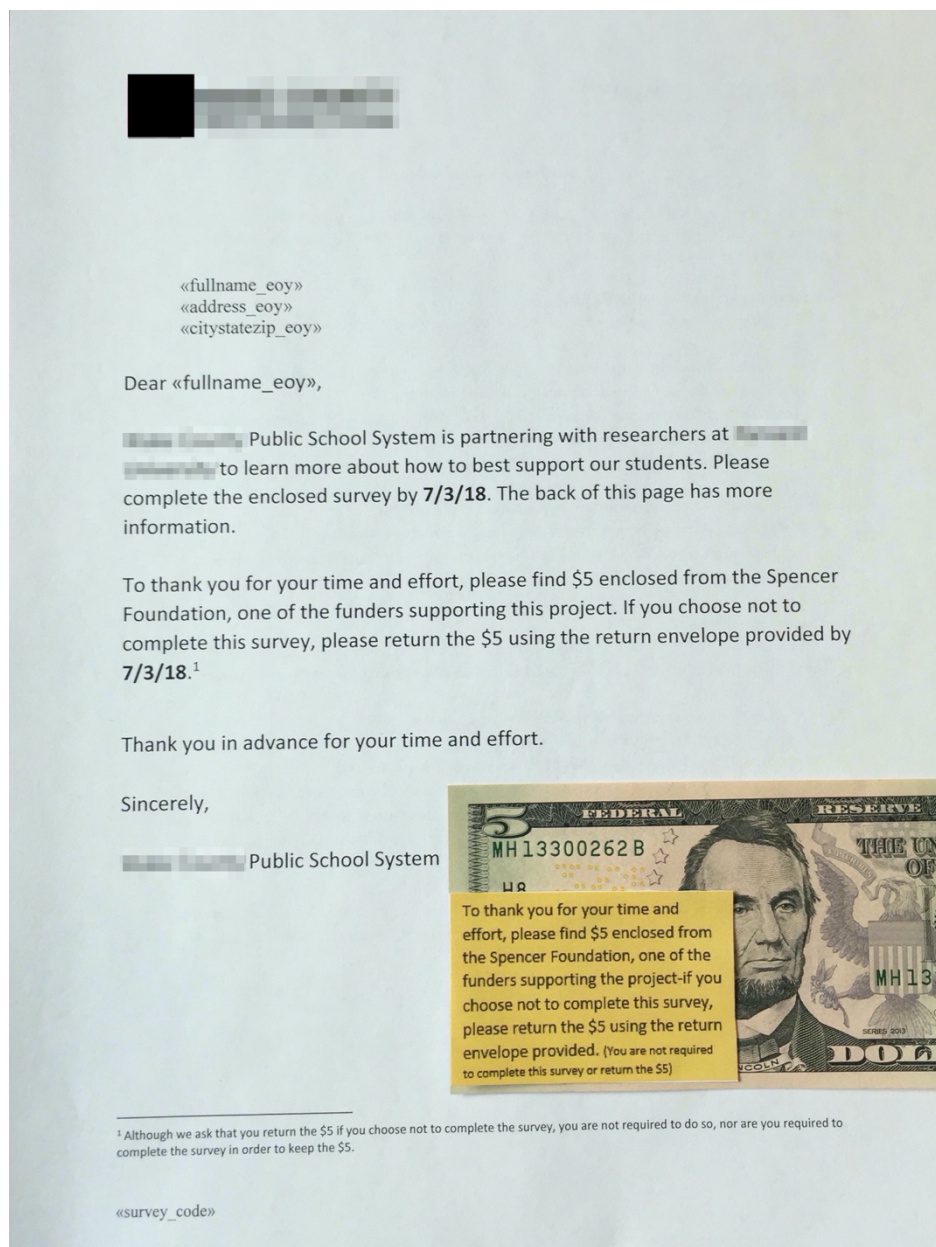 «fullname_eoy»
«address_eoy»
«citystatezip_eoy»
Dear «fullname_eoy»,
Public School System is partnering with researchers at
to learn more about how to best support our students. Please
complete the enclosed survey by 7/3/18. The back of this page has more
information.
To thank you for your time and effort, please find $5 enclosed from the Spencer
Foundation, one of the funders supporting this project. If you choose not to
complete this survey, please return the $5 using the return envelope provided by
7/3/18.¹
Thank you in advance for your time and effort.
Sincerely,
Public School System
5 FEDERAL RESERVE
MH13300262B
THE UN
OF
H8
MH13
SERIES 2013
DOL
To thank you for your time and
effort, please find $5 enclosed from
the Spencer Foundation, one of the
funders supporting the project-if you
choose not to complete this survey,
please return the $5 using the return
envelope provided. (You are not required
to complete this survey or return the $5)
¹ Although we ask that you return the $5 if you choose not to complete the survey, you are not required to do so, nor are you required to
complete the survey in order to keep the $5.
«survey_code»